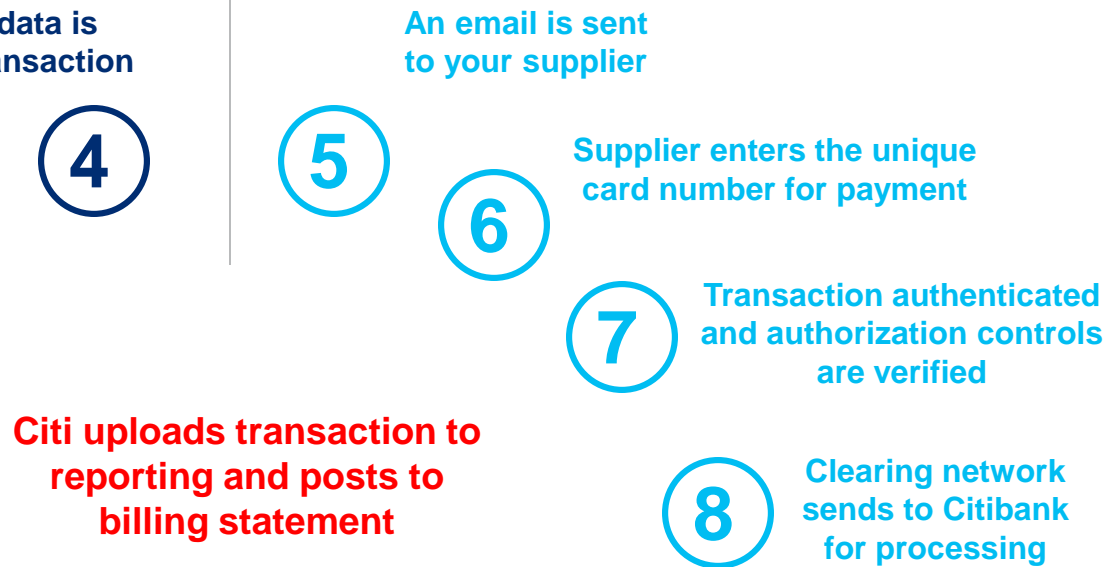 data is
ansaction
4
An email is sent
to your supplier
5
6
Supplier enters the unique
card number for payment
7
Transaction authenticated
and authorization controls
are verified
Citi uploads transaction to
reporting and posts to
billing statement
8
Clearing network
sends to Citibank
for processing